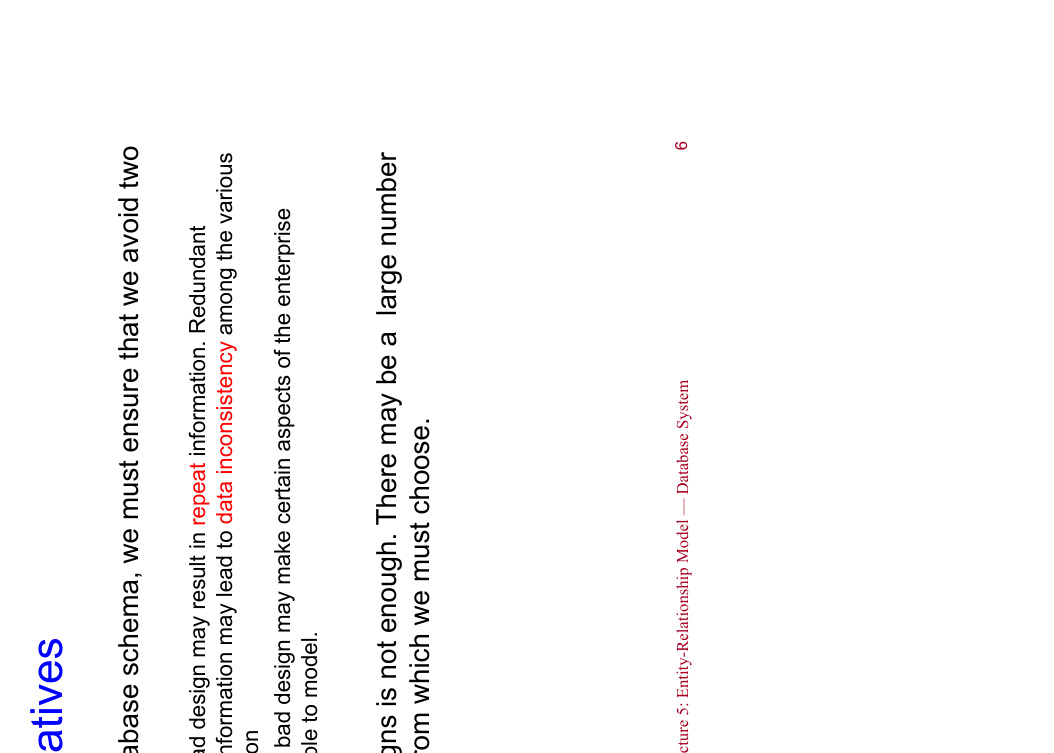 atives
abase schema, we must ensure that we avoid two
ad design may result in repeat information. Redundant
nformation may lead to data inconsistency among the various
on
bad design may make certain aspects of the enterprise
ble to model.
gns is not enough. There may be a large number
rom which we must choose.
cture 5: Entity-Relationship Model — Database System
6